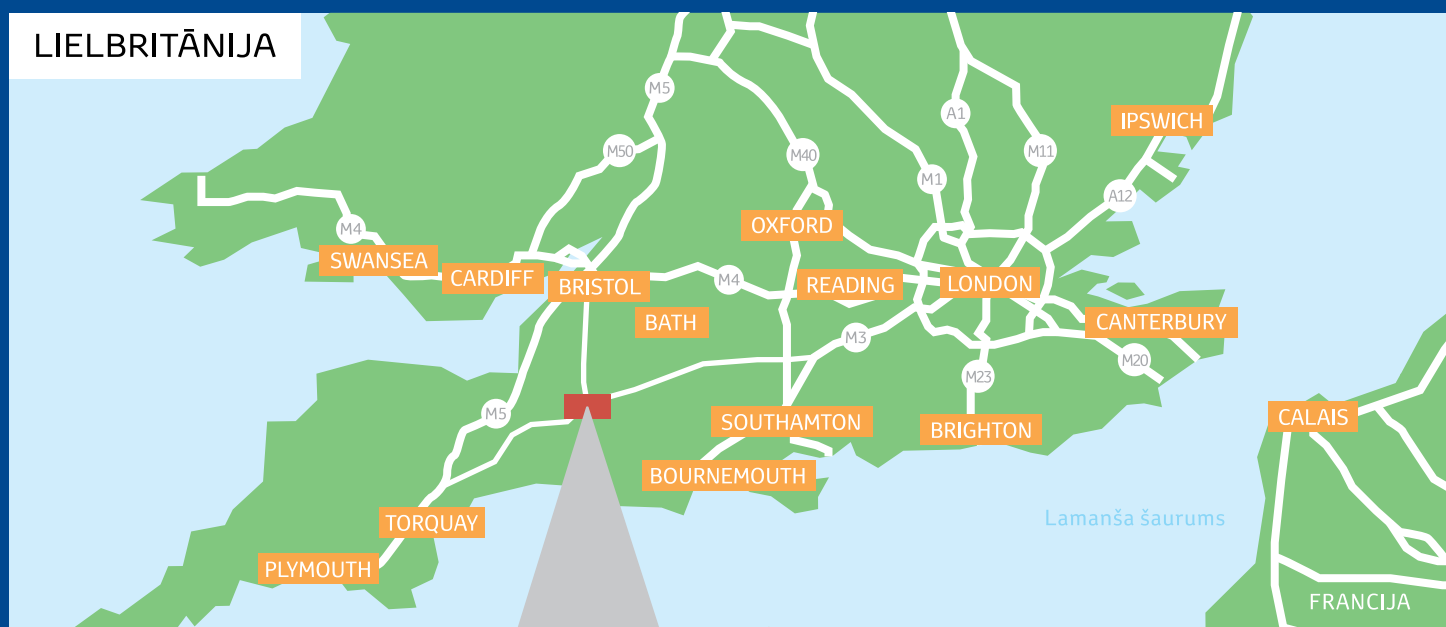 LIELBRITĀNIJA
M5
A1
IPSWICH
M50
M40
M11
M1
A12
M4
OXFORD
SWANSEA
CARDIFF
BRISTOL
M4
READING
LONDON
BATH
CANTERBURY
M3
M20
M23
M5
CALAIS
SOUTHAMTON
BRIGHTON
BOURNEMOUTH
Lamanša šaurums
TORQUAY
PLYMOUTH
FRANCIJA